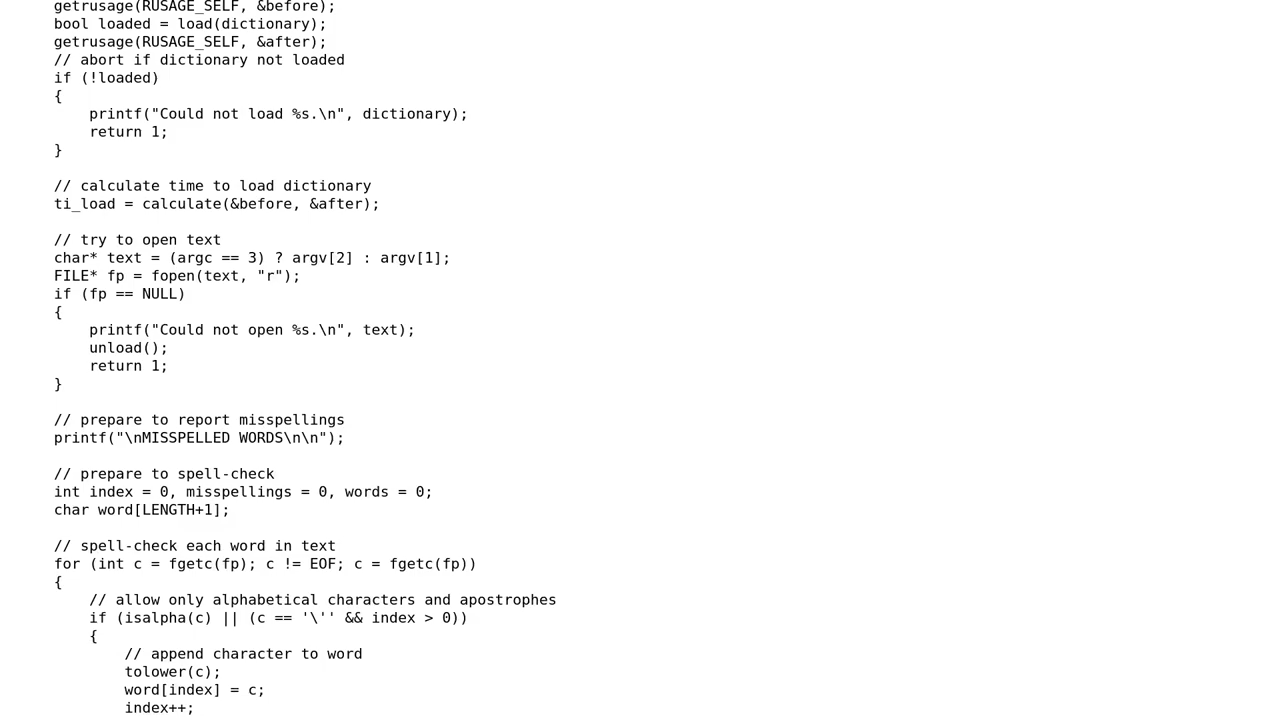 getrusage(RUSAGE_SELF, &before);
bool loaded = load(dictionary);
getrusage(RUSAGE_SELF, &after);
// abort if dictionary not loaded
if (!loaded)
{
    printf("Could not load %s.\n", dictionary);
    return 1;
}

// calculate time to load dictionary
ti_load = calculate(&before, &after);

// try to open text
char* text = (argc == 3) ? argv[2] : argv[1];
FILE* fp = fopen(text, "r");
if (fp == NULL)
{
    printf("Could not open %s.\n", text);
    unload();
    return 1;
}

// prepare to report misspellings
printf("\nMISSPELLED WORDS\n\n");

// prepare to spell-check
int index = 0, misspellings = 0, words = 0;
char word[LENGTH+1];

// spell-check each word in text
for (int c = fgetc(fp); c != EOF; c = fgetc(fp))
{
    // allow only alphabetical characters and apostrophes
    if (isalpha(c) || (c == '\'' && index > 0))
    {
        // append character to word
        tolower(c);
        word[index] = c;
        index++;